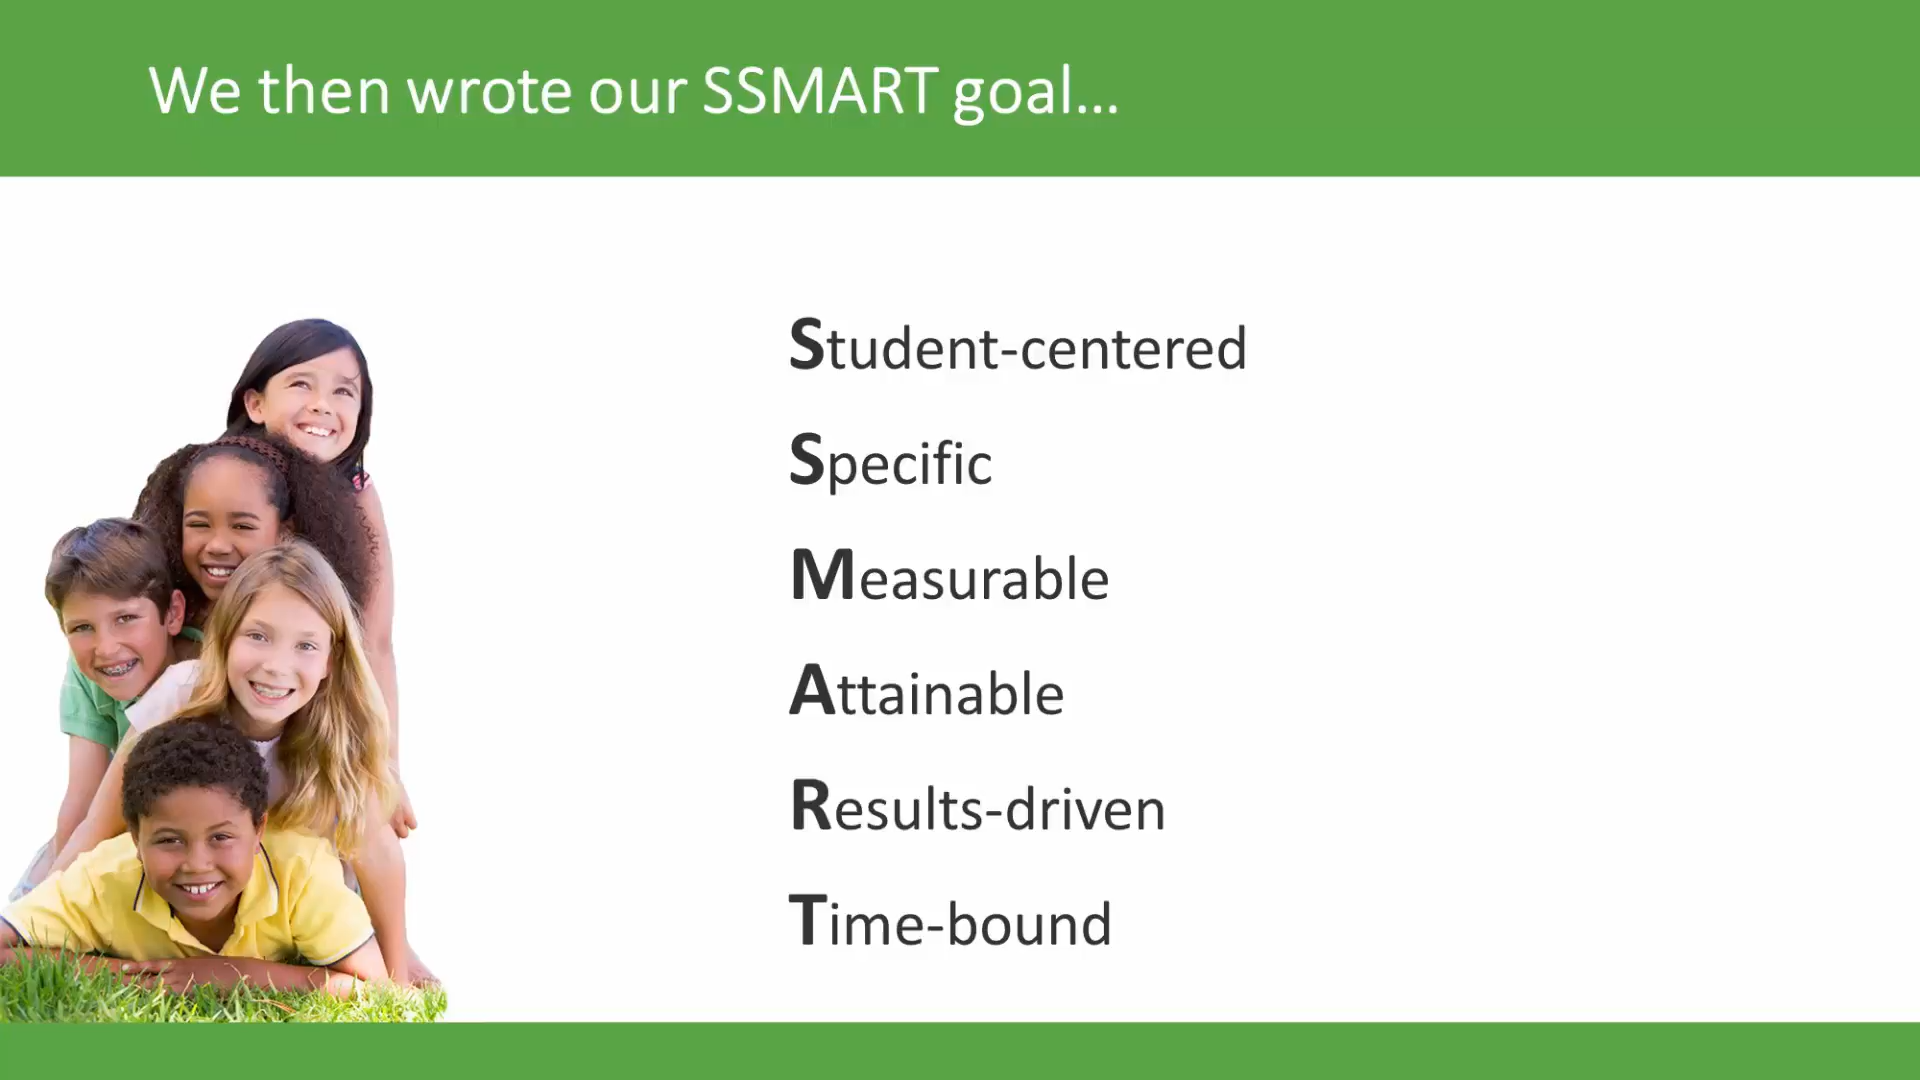 We then wrote our SSMART goal...
Student-centered
Specific
Measurable
Attainable
Results-driven
Time-bound